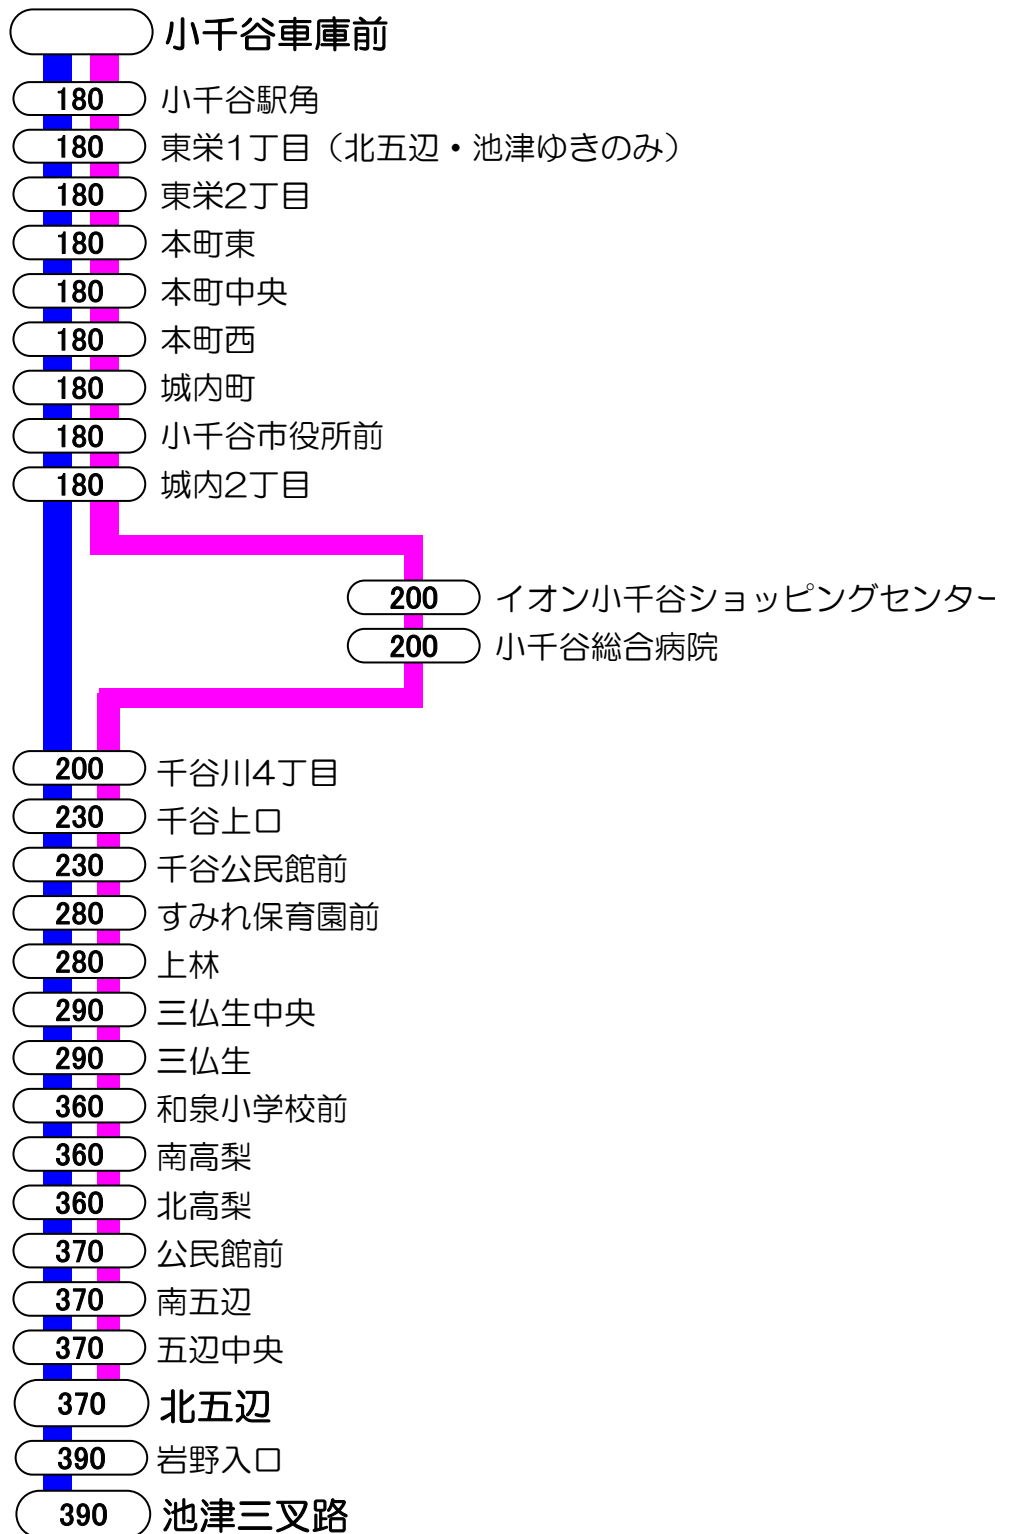 小千谷車庫前
180 小千谷駅角
180 東栄1丁目（北五辺・池津ゆきのみ）
180 東栄2丁目
180 本町東
180 本町中央
180 本町西
180 城内町
180 小千谷市役所前
180 城内2丁目
200 イオン小千谷ショッピングセンター
200 小千谷総合病院
200 千谷川4丁目
230 千谷上口
230 千谷公民館前
280 すみれ保育園前
280 上林
290 三仏生中央
290 三仏生
360 和泉小学校前
360 南高梨
360 北高梨
370 公民館前
370 南五辺
370 五辺中央
370 北五辺
390 岩野入口
390 池津三叉路